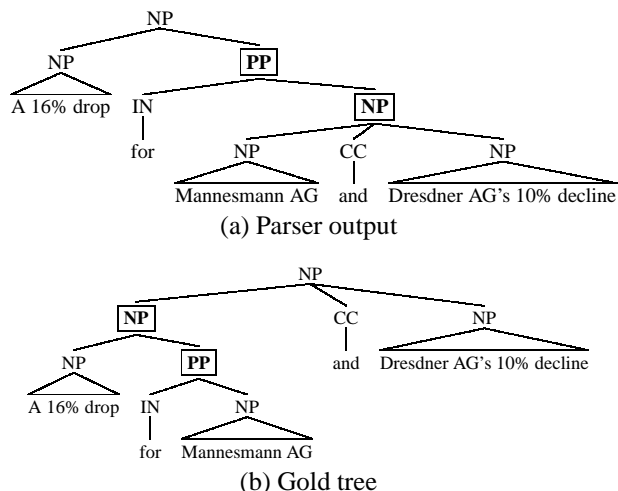 NP
NP PP
A 16% drop IN NP
for NP CC NP
Mannesmann AG and Dresdner AG's 10% decline
(a) Parser output
NP
NP CC NP
NP PP and Dresdner AG's 10% decline
A 16% drop IN NP
for Mannesmann AG
(b) Gold tree